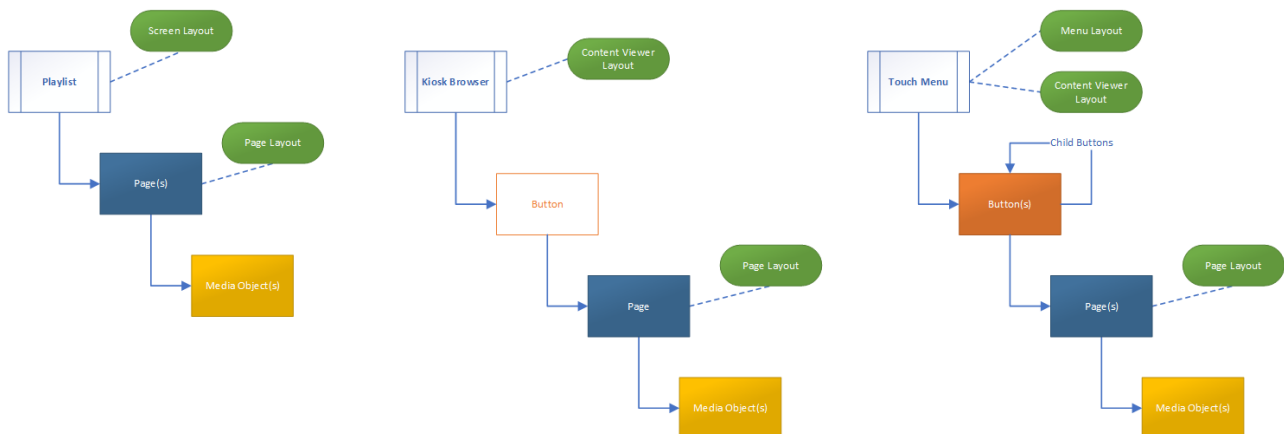 Screen Layout
Playlist
Page Layout
Page(s)
Media Object(s)
Content Viewer
Layout
Kiosk Browser
Button
Page Layout
Page
Media Object(s)
Menu Layout
Touch Menu
Content Viewer
Layout
Child Buttons
Button(s)
Page Layout
Page(s)
Media Object(s)